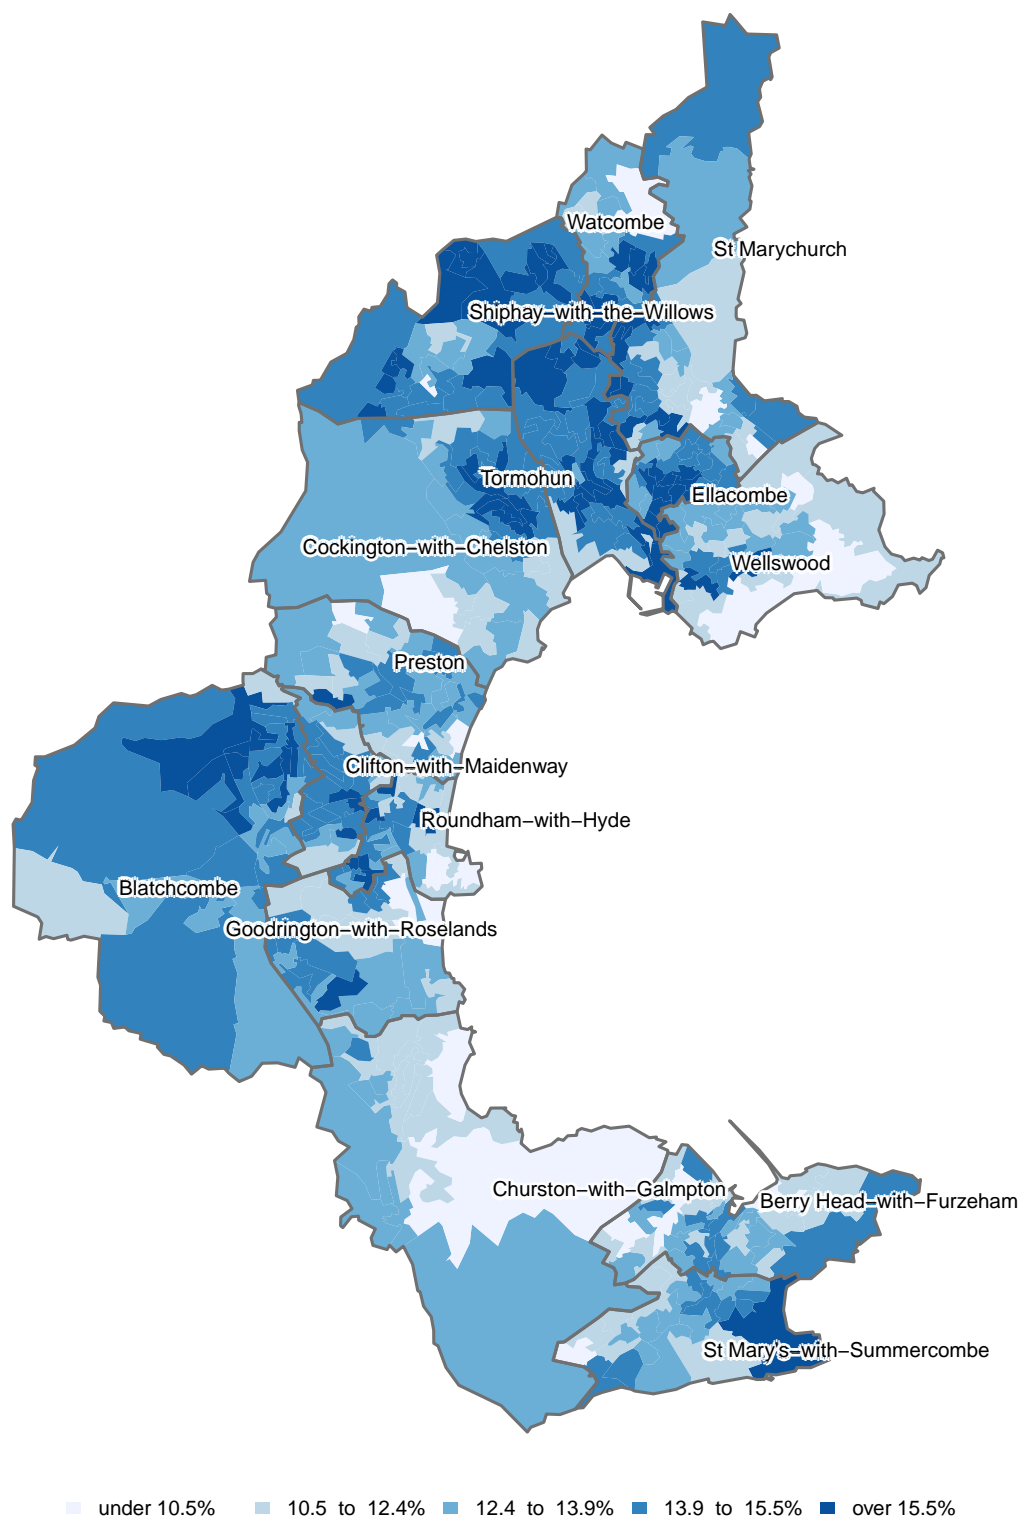 Watcombe
St Marychurch
Shiphay–with–the–Willows
Tormohun
Ellacombe
Cockington–with–Chelston
Wellswood
Preston
Clifton–with–Maidenway
Roundham–with–Hyde
Blatchcombe
Goodrington–with–Roselands
Churston–with–Galmpton
Berry Head–with–Furzeham
St Mary's–with–Summercombe
under 10.5% 10.5 to 12.4% 12.4 to 13.9% 13.9 to 15.5% over 15.5%